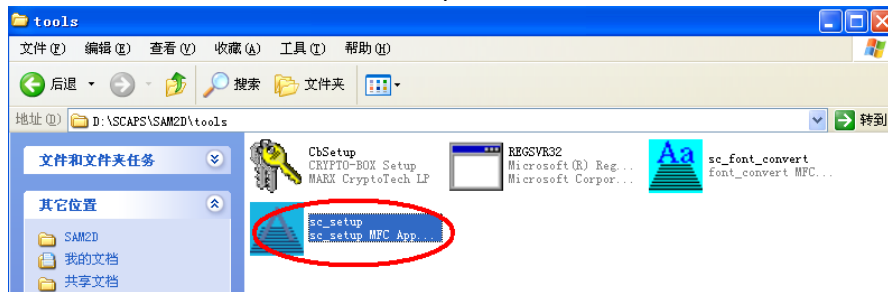 tools
文件(F) 编辑(E) 查看(V) 收藏(A) 工具(T) 帮助(H)
后退 搜索 文件夹
地址(D) D:\SCAPS\SAM2D\tools 转到
文件和文件夹任务
其它位置
SAM2D
我的文档
共享文档
CbSetup
CRYPTO-BOX Setup
MARX CryptoTech LP
REGSVR32
Microsoft(R) Reg...
Microsoft Corpor...
sc_font_convert
font_convert MFC...
sc_setup
sc_setup MFC App...